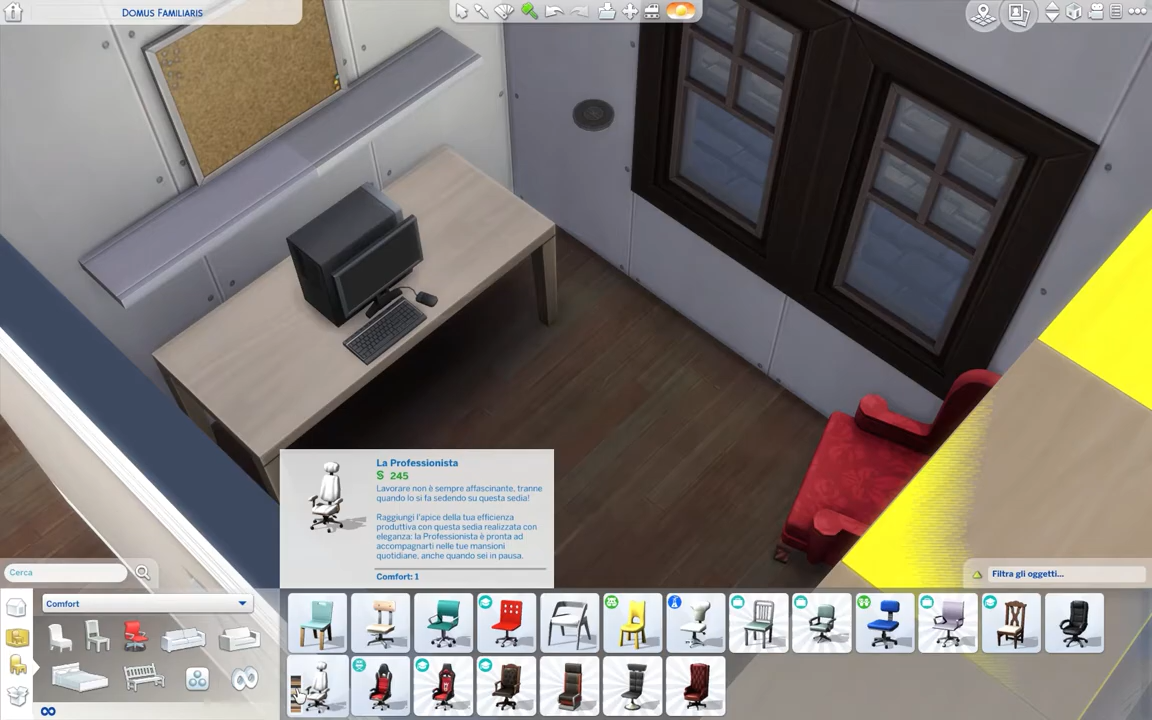 Domus Familiaris
La Professionista
$ 245
Lavorare non è sempre affascinante, tranne
quando lo si fa sedendo su questa sedia!
Raggiungi l'apice della tua efficienza
produttiva con questa sedia realizzata con
eleganza: la Professionista è pronta ad
accompagnarti nelle tue mansioni
quotidiane, anche quando sei in pausa.
Comfort: 1
Cerca
Filtra gli oggetti...
Comfort